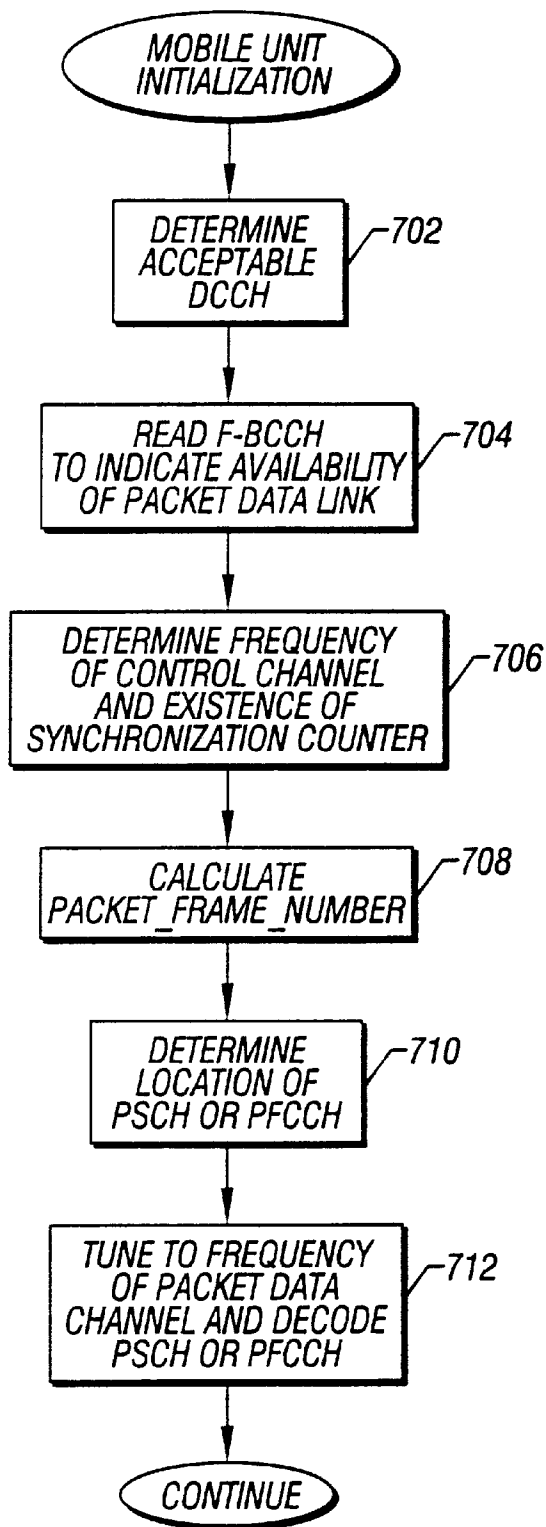 MOBILE UNIT
INITIALIZATION
DETERMINE
ACCEPTABLE
DCCH
702
READ F-BCCH
TO INDICATE AVAILABILITY
OF PACKET DATA LINK
704
DETERMINE FREQUENCY
OF CONTROL CHANNEL
AND EXISTENCE OF
SYNCHRONIZATION COUNTER
706
CALCULATE
PACKET_FRAME_NUMBER
708
DETERMINE
LOCATION OF
PSCH OR PFCCH
710
TUNE TO FREQUENCY
OF PACKET DATA
CHANNEL AND DECODE
PSCH OR PFCCH
712
CONTINUE